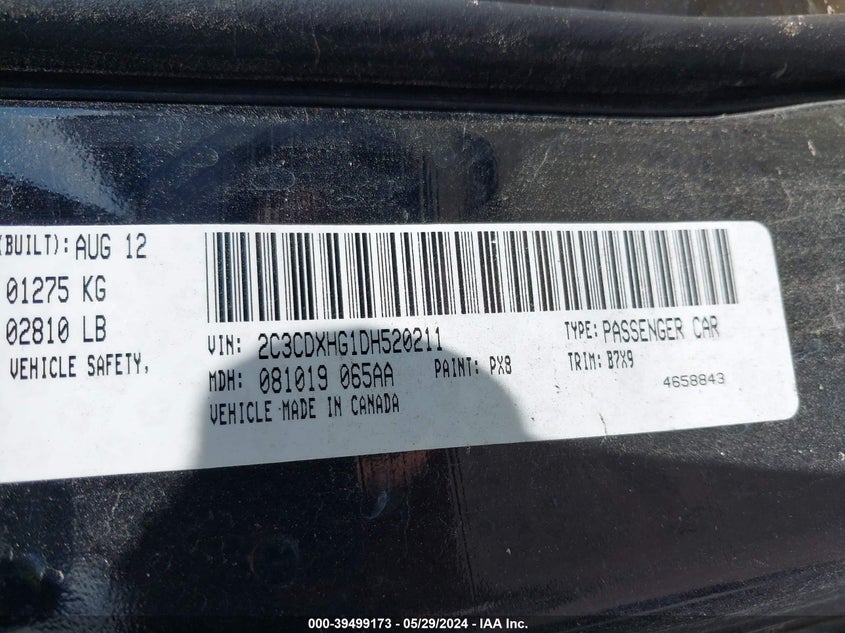 (BUILT): AUG 12
01275 KG
02810 LB
VEHICLE SAFETY,
VIN: 2C3CDXHG1DH520211
TYPE: PASSENGER CAR
MDH: 081019 065AA
PAINT: PX8
TRIM: B7X9
VEHICLE MADE IN CANADA
4658843
000-39499173 - 05/29/2024 - IAA Inc.